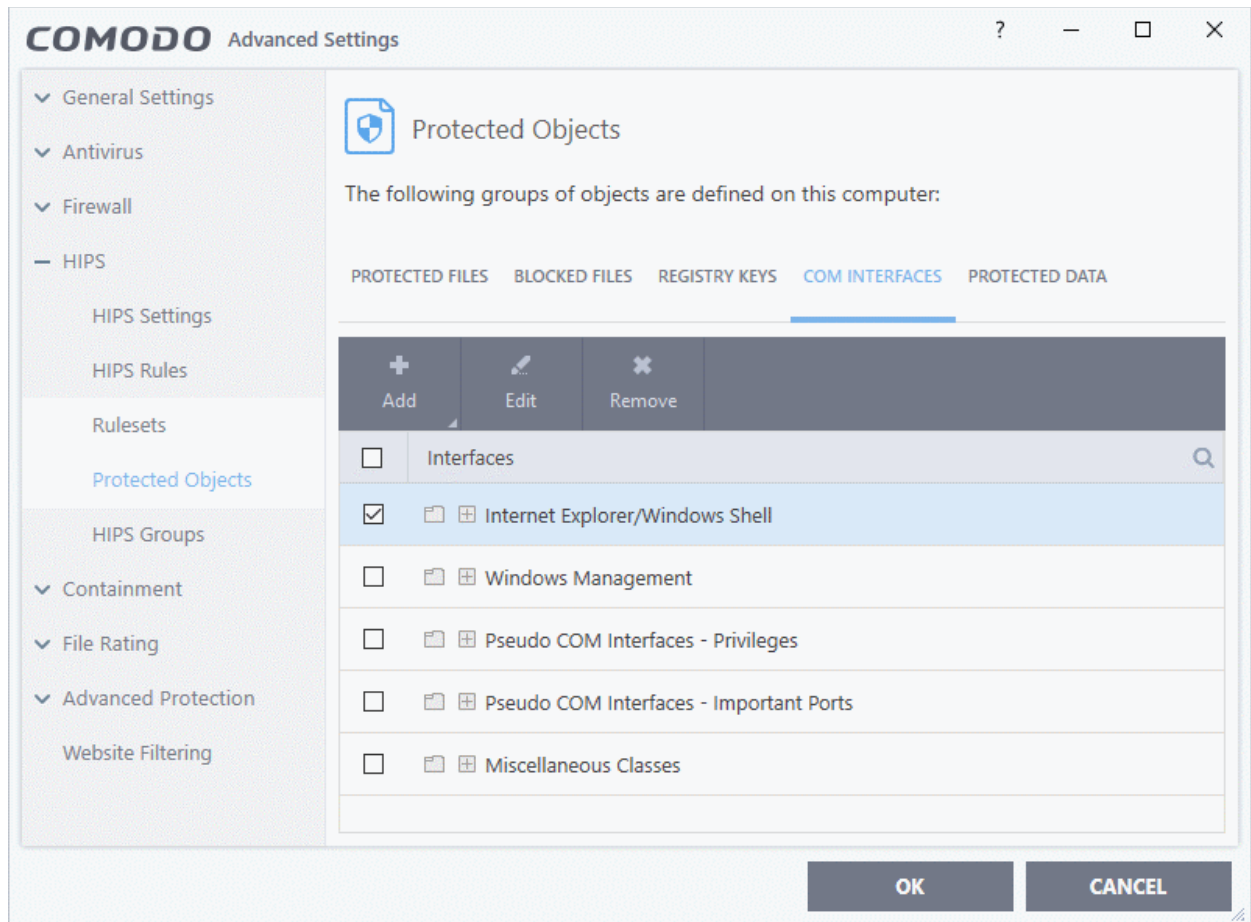 COMODO Advanced Settings ?
General Settings
Antivirus
Firewall
HIPS
HIPS Settings
HIPS Rules
Rulesets
Protected Objects
HIPS Groups
Containment
File Rating
Advanced Protection
Website Filtering
Protected Objects
The following groups of objects are defined on this computer:
PROTECTED FILES BLOCKED FILES REGISTRY KEYS COM INTERFACES PROTECTED DATA
Add Edit Remove
Interfaces
Internet Explorer/Windows Shell
Windows Management
Pseudo COM Interfaces - Privileges
Pseudo COM Interfaces - Important Ports
Miscellaneous Classes
OK CANCEL